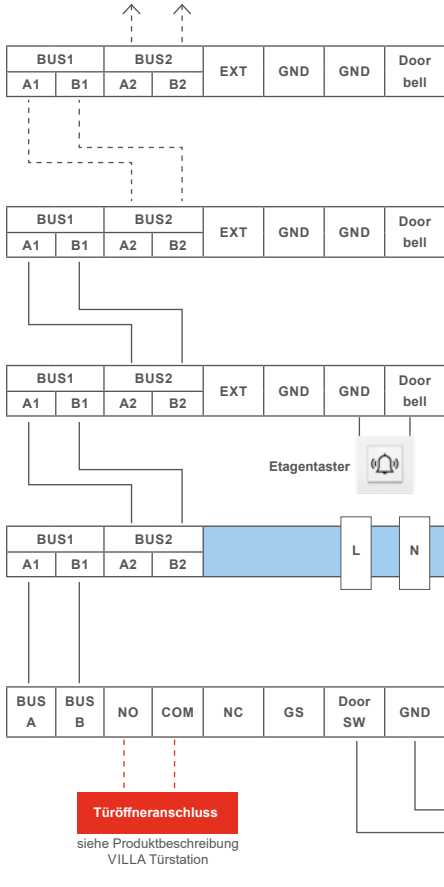 BUS1 BUS2 EXT GND GND Door bell
A1 B1 A2 B2
BUS1 BUS2 EXT GND GND Door bell
A1 B1 A2 B2
BUS1 BUS2 EXT GND GND Door bell
A1 B1 A2 B2
Etagentaster
BUS1 BUS2 L N
A1 B1 A2 B2
BUS A BUS B NO COM NC GS Door SW GND
Türöffneranschluss
siehe Produktbeschreibung
VILLA Türstation